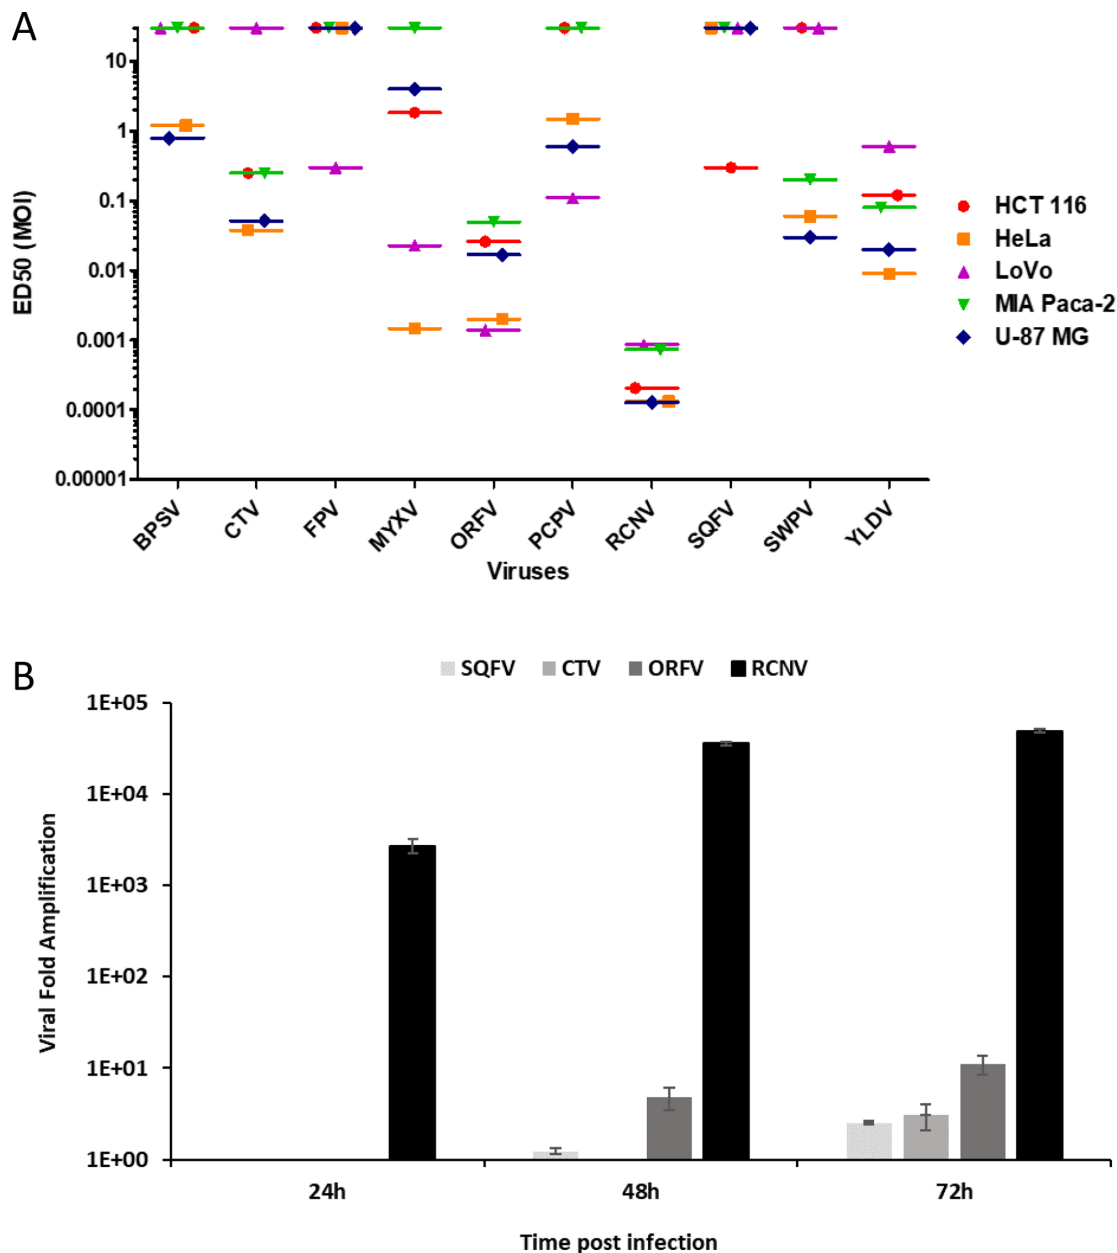 A
10
1
0.1
0.01
0.001
0.0001
0.00001
ED50 (MOI)
BPSV
CTV
FPV
MYXV
ORFV
PCPV
RCNV
SQFV
SWPV
YLDV
Viruses
HCT 116
HeLa
LoVo
MIA Paca-2
U-87 MG
B
SQFV CTV ORFV RCNV
1E+05
1E+04
1E+03
1E+02
1E+01
1E+00
Viral Fold Amplification
24h 48h 72h
Time post infection